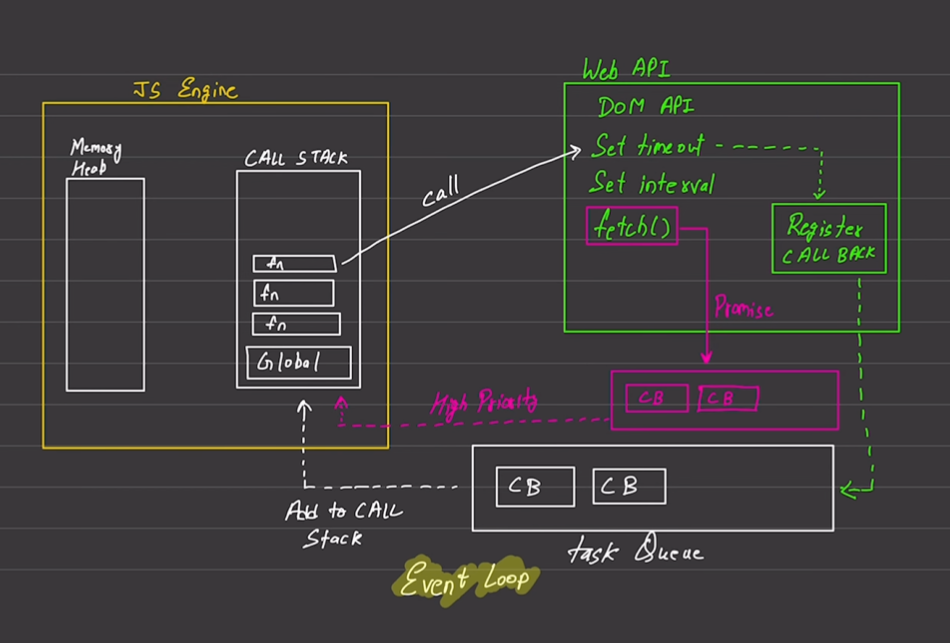 JS Engine
Memory
Heap
CALL STACK
fn
fn
fn
Global
call
Web API
DOM API
Set timeout
Set interval
fetch()
Register
CALL BACK
Promise
CB CB
High Priority
CB CB
task Queue
Add to CALL
Stack
Event Loop